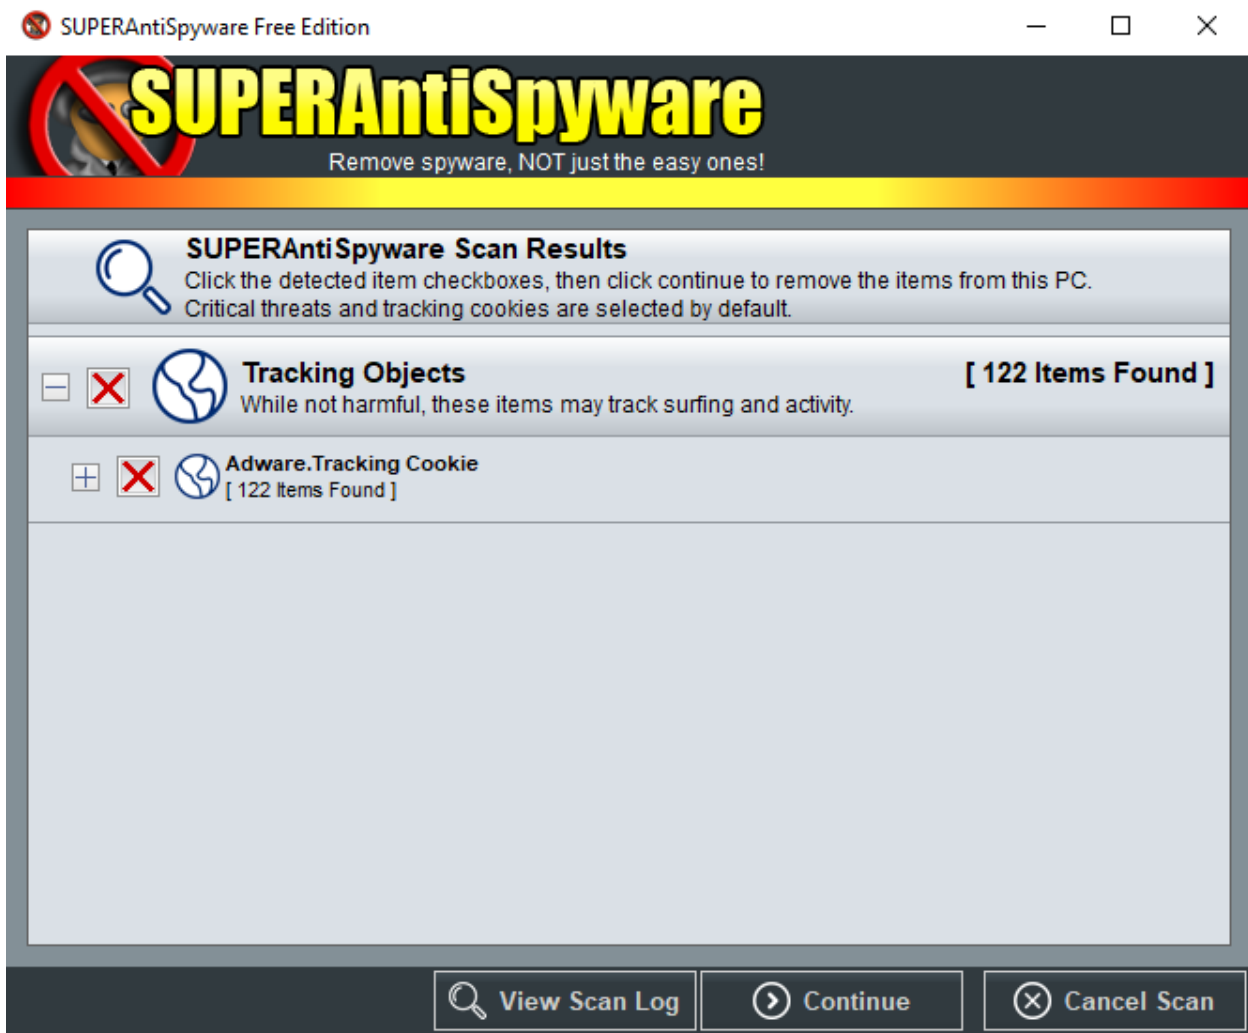 SUPERAntiSpyware Free Edition
SUPERAntiSpyware
Remove spyware, NOT just the easy ones!
SUPERAntiSpyware Scan Results
Click the detected item checkboxes, then click continue to remove the items from this PC.
Critical threats and tracking cookies are selected by default.
Tracking Objects [ 122 Items Found ]
While not harmful, these items may track surfing and activity.
Adware.Tracking Cookie
[ 122 Items Found ]
View Scan Log Continue Cancel Scan